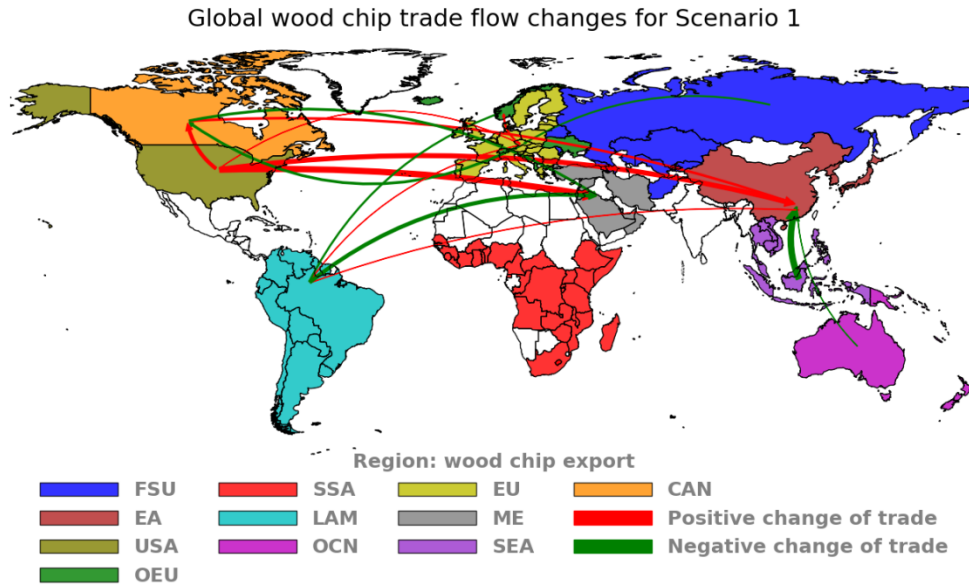 Global wood chip trade flow changes for Scenario 1
Region: wood chip export
FSU SSA EU CAN
EA LAM ME Positive change of trade
USA OCN SEA Negative change of trade
OEU